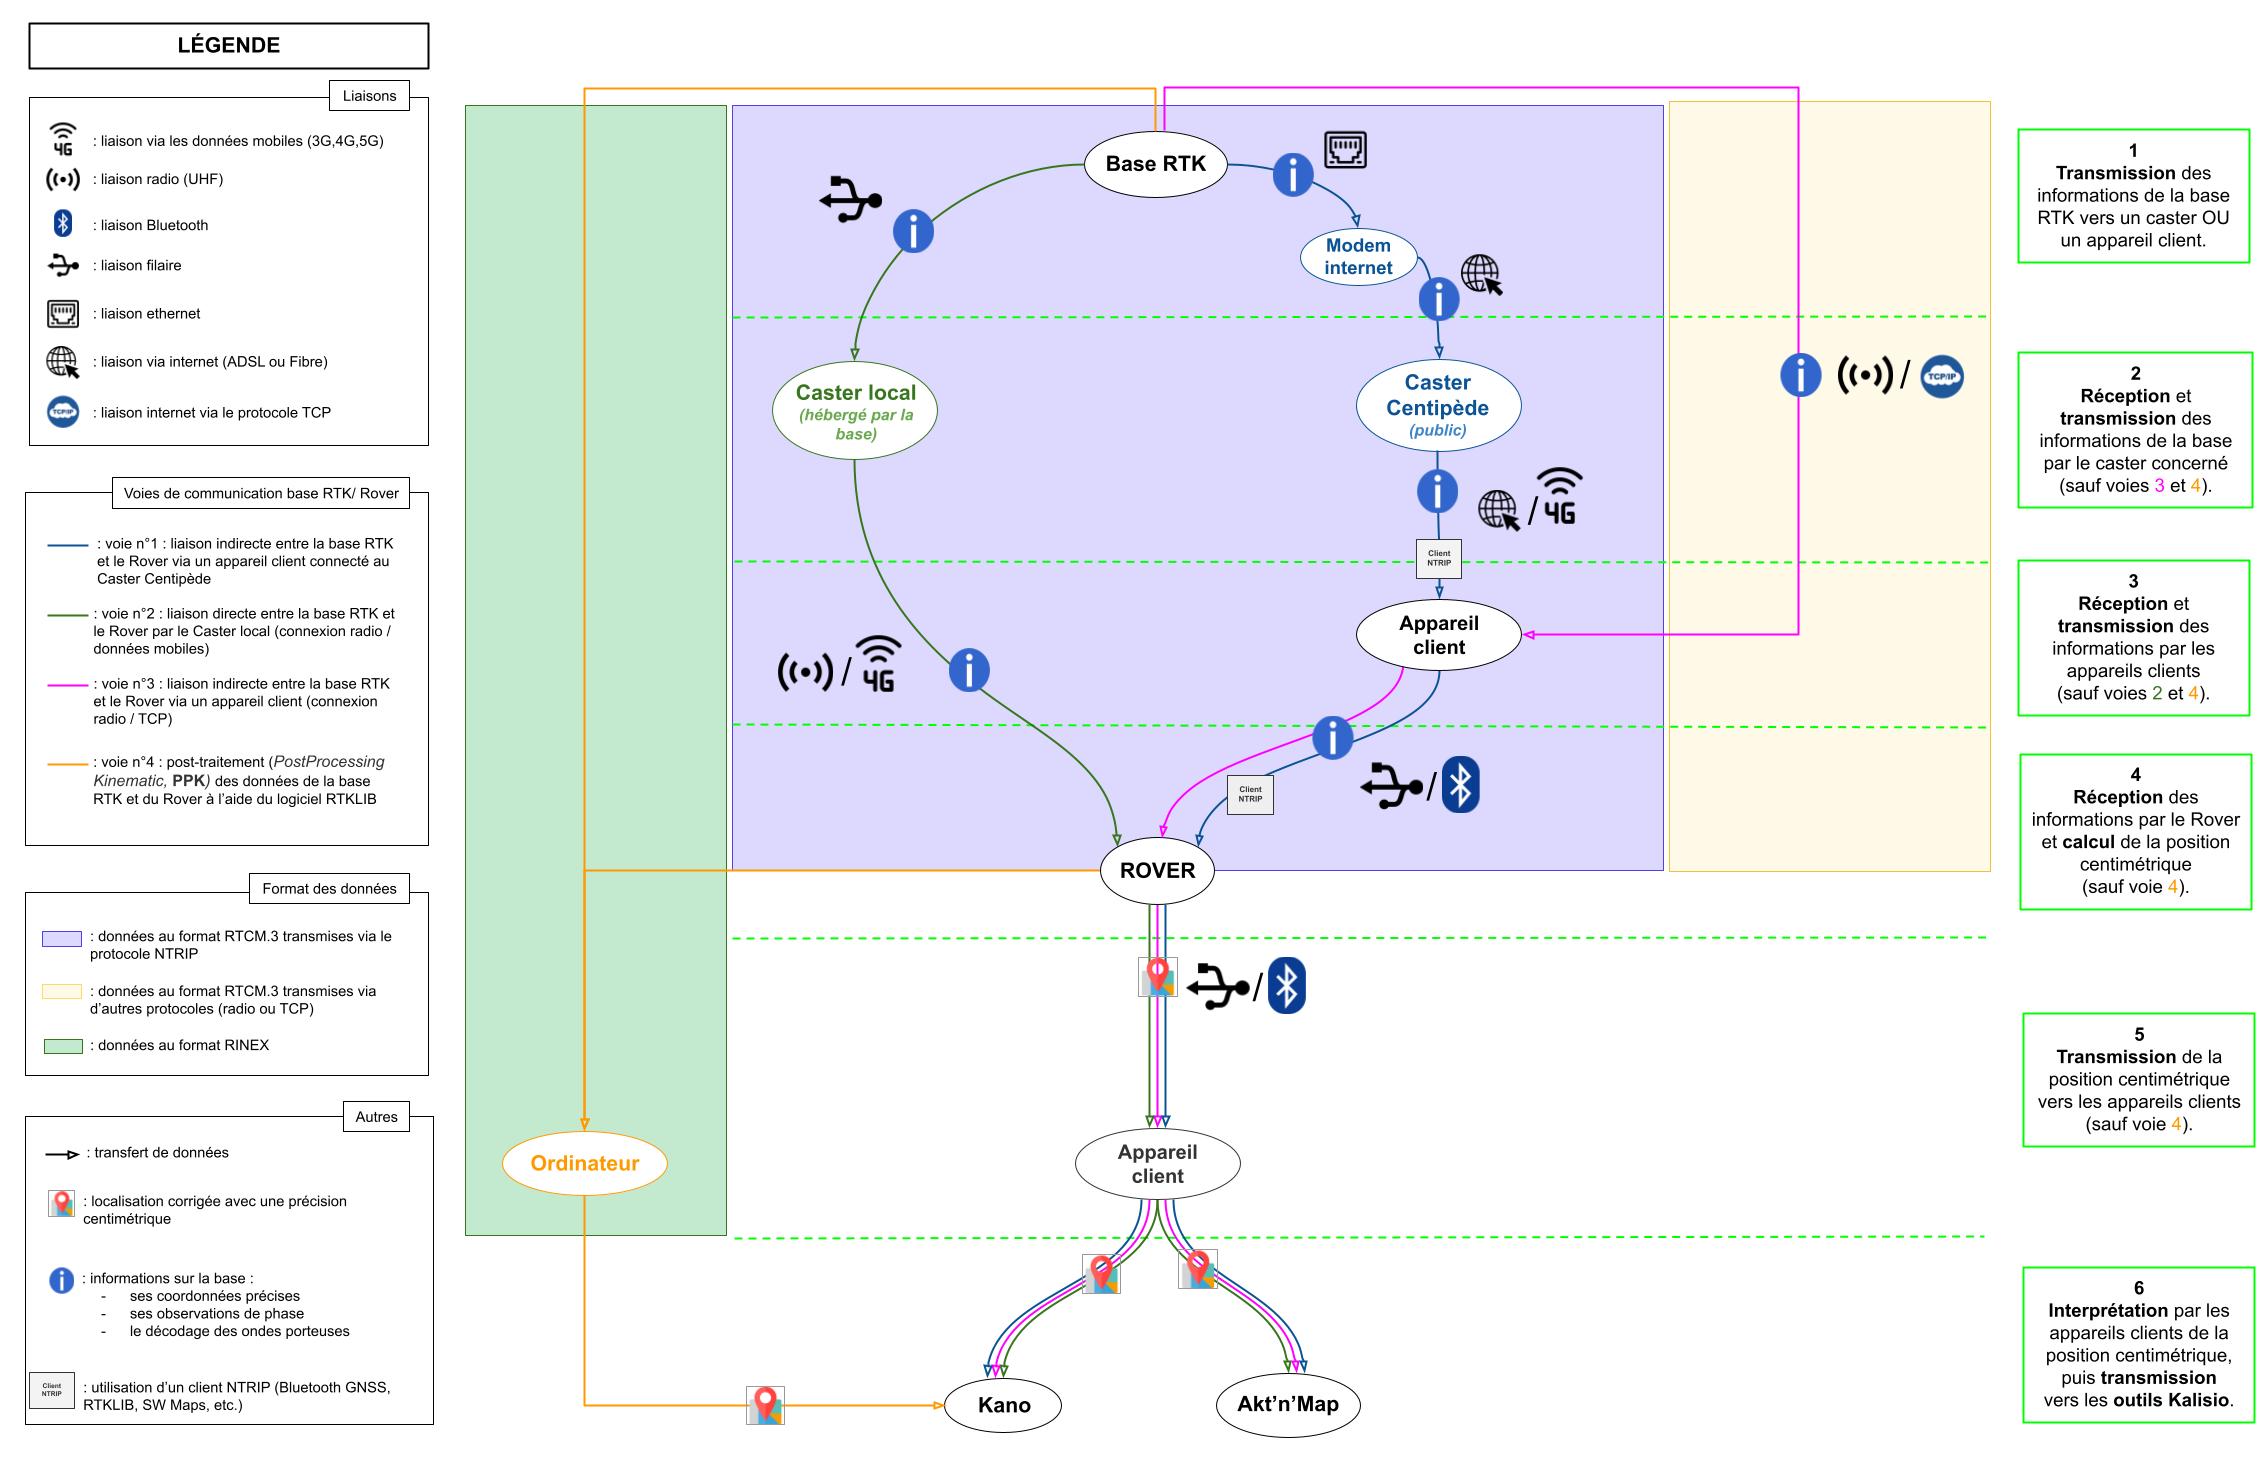 LÉGENDE
Liaisons
4G
: liaison via les données mobiles (3G,4G,5G)
: liaison radio (UHF)
: liaison Bluetooth
: liaison filaire
: liaison ethernet
: liaison via internet (ADSL ou Fibre)
TCP/IP
: liaison internet via le protocole TCP
Voies de communication base RTK/ Rover
: voie n°1 : liaison indirecte entre la base RTK
et le Rover via un appareil client connecté au
Caster Centipède
: voie n°2 : liaison directe entre la base RTK et
le Rover par le Caster local (connexion radio /
données mobiles)
: voie n°3 : liaison indirecte entre la base RTK
et le Rover via un appareil client (connexion
radio / TCP)
: voie n°4 : post-traitement (PostProcessing
Kinematic, PPK) des données de la base
RTK et du Rover à l'aide du logiciel RTKLIB
Format des données
: données au format RTCM.3 transmises via le
protocole NTRIP
: données au format RTCM.3 transmises via
d'autres protocoles (radio ou TCP)
: données au format RINEX
Autres
: transfert de données
: localisation corrigée avec une précision
centimétrique
: informations sur la base :
- ses coordonnées précises
- ses observations de phase
- le décodage des ondes porteuses
Client
NTRIP
: utilisation d'un client NTRIP (Bluetooth GNSS,
RTKLIB, SW Maps, etc.)
Base RTK
Modem
internet
Caster local
(hébergé par la
base)
Caster
Centipède
(public)
/
TCP/IP
/
4G
Client
NTRIP
Appareil
client
/
4G
/
Client
NTRIP
ROVER
/
Ordinateur
Appareil
client
Kano
Akt'n'Map
1
Transmission des
informations de la base
RTK vers un caster OU
un appareil client.
2
Réception et
transmission des
informations de la base
par le caster concerné
(sauf voies 3 et 4).
3
Réception et
transmission des
informations par les
appareils clients
(sauf voies 2 et 4).
4
Réception des
informations par le Rover
et calcul de la position
centimétrique
(sauf voie 4).
5
Transmission de la
position centimétrique
vers les appareils clients
(sauf voie 4).
6
Interprétation par les
appareils clients de la
position centimétrique,
puis transmission
vers les outils Kalisio.